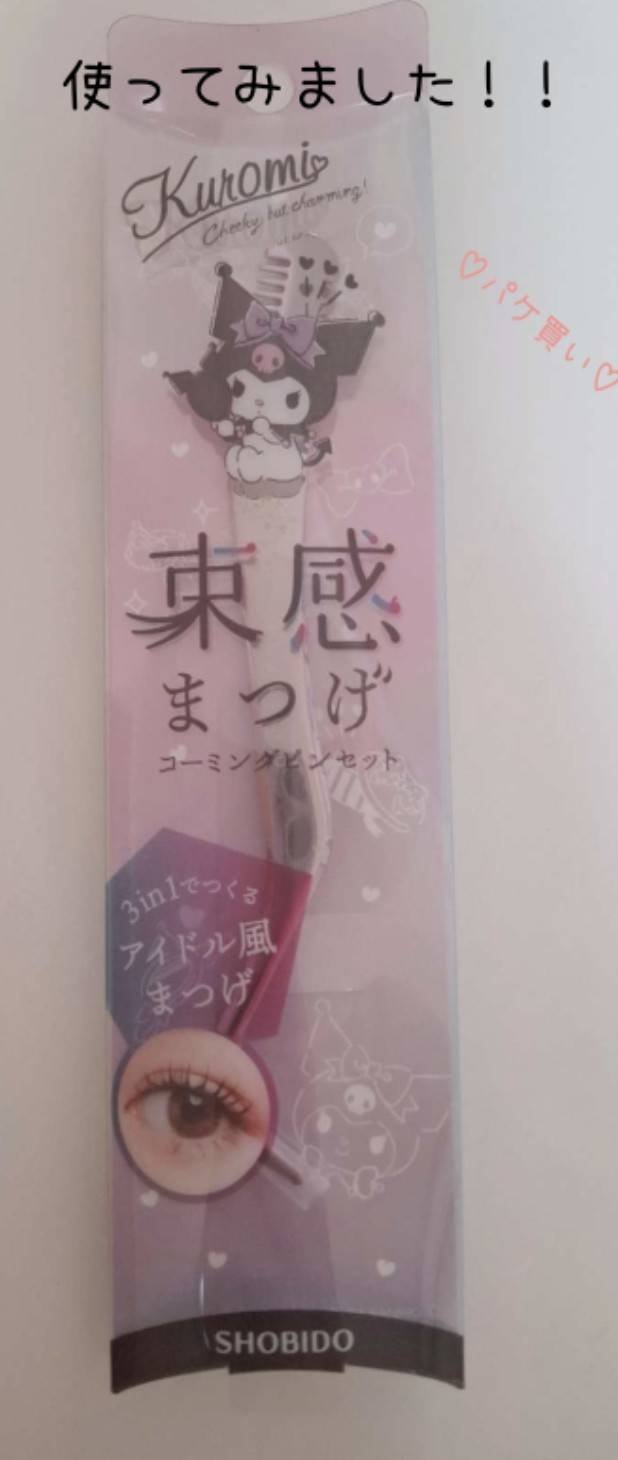 使ってみました！！
Kuromi
Cheeky but charming!
♡パケ買い♡
束感
まつげ
コーミングピンセット
3in1でつくる
アイドル風
まつげ
SHOBIDO